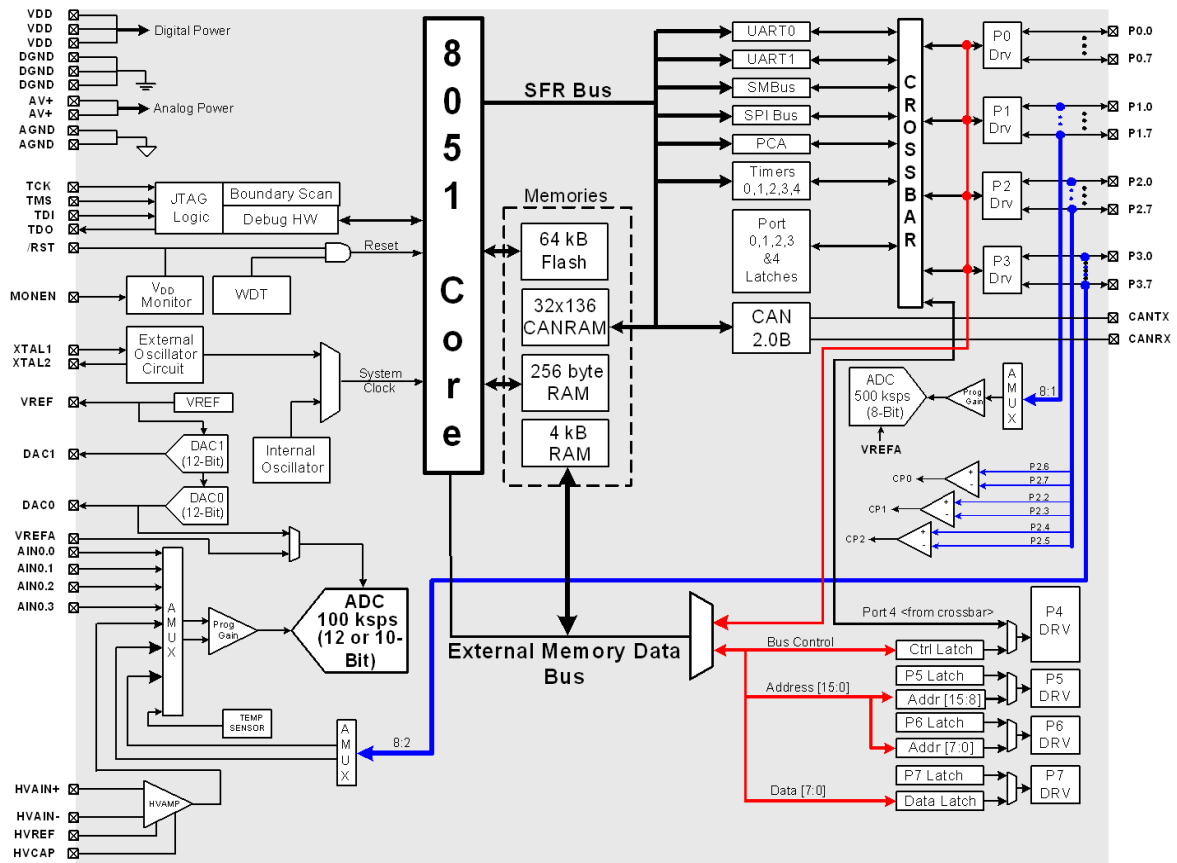 VDD
VDD
VDD
Digital Power
DGND
DGND
DGND
AV+
AV+
Analog Power
AGND
AGND
TCK
TMS
TDI
TDO
JTAG
Logic
Boundary Scan
Debug HW
/RST
Reset
MONEN
VDD
Monitor
WDT
XTAL1
XTAL2
External
Oscillator
Circuit
System
Clock
VREF
VREF
Internal
Oscillator
DAC1
DAC1
(12-Bit)
DAC0
DAC0
(12-Bit)
VREFA
AIN0.0
AIN0.1
AIN0.2
AIN0.3
A
M
U
X
Prog
Gain
ADC
100 ksps
(12 or 10-
Bit)
TEMP
SENSOR
A
M
U
X
8:2
HVAIN+
HVAIN-
HVREF
HVCAP
HVAMP
8
0
5
1
C
o
r
e
SFR Bus
Memories
64 kB
Flash
32x136
CANRAM
256 byte
RAM
4 kB
RAM
External Memory Data
Bus
UART0
UART1
SMBus
SPI Bus
PCA
Timers
0,1,2,3,4
Port
0,1,2,3
&4
Latches
CAN
2.0B
C
R
O
S
S
B
A
R
P0
Drv
P1
Drv
P2
Drv
P3
Drv
P0.0
P0.7
P1.0
P1.7
P2.0
P2.7
P3.0
P3.7
CANTX
CANRX
ADC
500 ksps
(8-Bit)
VREFA
Prog
Gain
A
M
U
X
8:1
CP0
+
-
P2.6
P2.7
CP1
+
-
P2.2
P2.3
CP2
+
-
P2.4
P2.5
Port 4 <from crossbar>
P4
DRV
Bus Control
Ctrl Latch
P5 Latch
Address [15:0]
Addr [15:8]
P5
DRV
P6 Latch
Addr [7:0]
P6
DRV
P7 Latch
Data [7:0]
Data Latch
P7
DRV